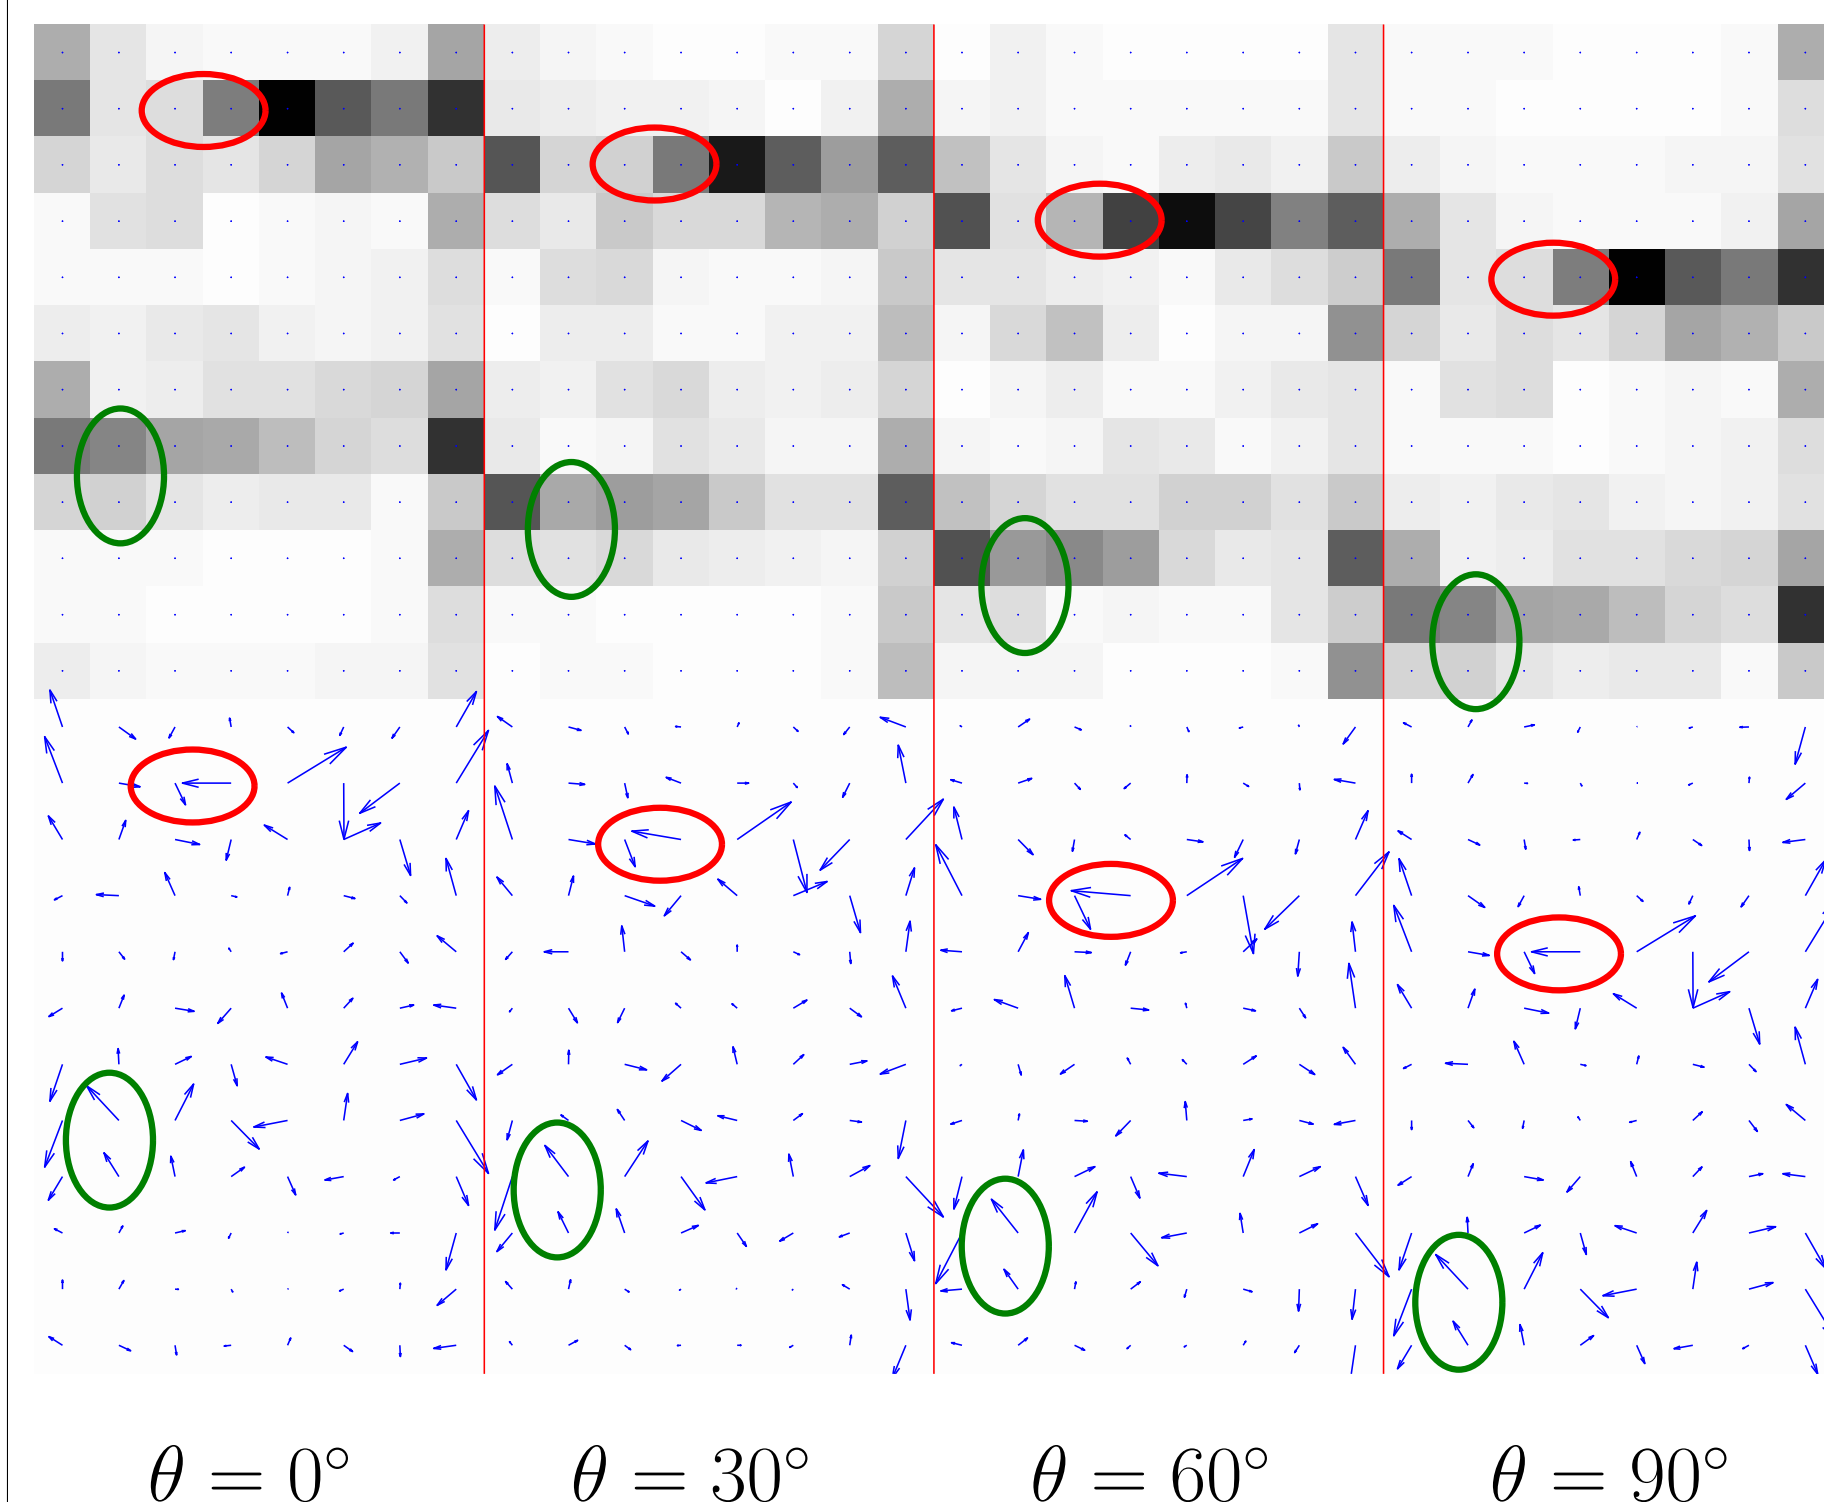 θ = 0° θ = 30° θ = 60° θ = 90°